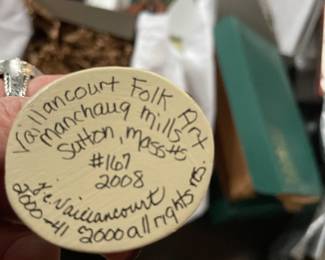 Vaillancourt Folk Art
Manchaug Mills
Sutton, Mass
#167
2008
J.E. Vaillancourt
2000-41 2000 all rights res.